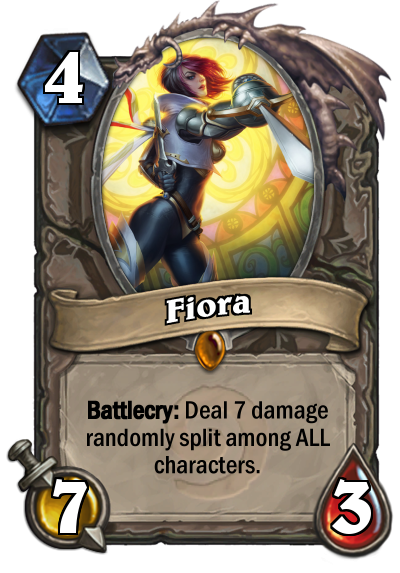 4
Fiora
Battlecry: Deal 7 damage
randomly split among ALL
characters.
7
3